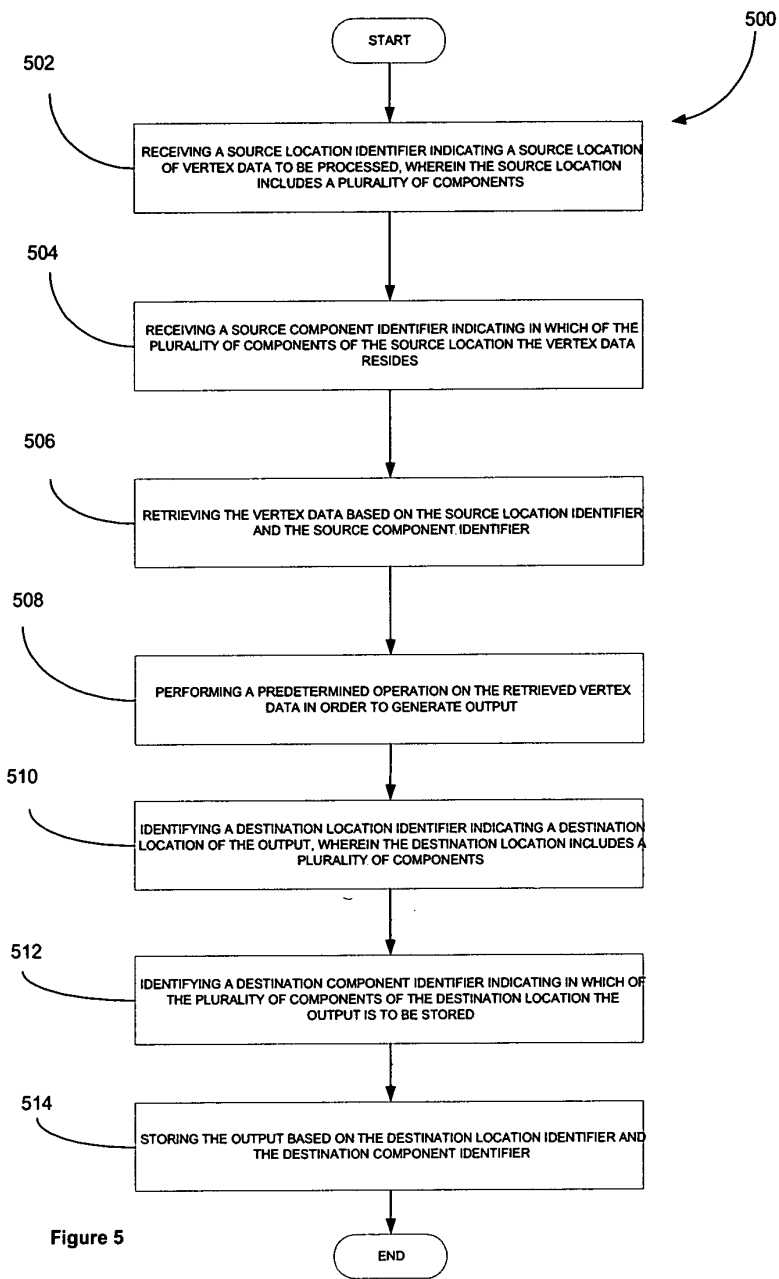 START
500
502
RECEIVING A SOURCE LOCATION IDENTIFIER INDICATING A SOURCE LOCATION
OF VERTEX DATA TO BE PROCESSED, WHEREIN THE SOURCE LOCATION
INCLUDES A PLURALITY OF COMPONENTS
504
RECEIVING A SOURCE COMPONENT IDENTIFIER INDICATING IN WHICH OF THE
PLURALITY OF COMPONENTS OF THE SOURCE LOCATION THE VERTEX DATA
RESIDES
506
RETRIEVING THE VERTEX DATA BASED ON THE SOURCE LOCATION IDENTIFIER
AND THE SOURCE COMPONENT IDENTIFIER
508
PERFORMING A PREDETERMINED OPERATION ON THE RETRIEVED VERTEX
DATA IN ORDER TO GENERATE OUTPUT
510
IDENTIFYING A DESTINATION LOCATION IDENTIFIER INDICATING A DESTINATION
LOCATION OF THE OUTPUT, WHEREIN THE DESTINATION LOCATION INCLUDES A
PLURALITY OF COMPONENTS
512
IDENTIFYING A DESTINATION COMPONENT IDENTIFIER INDICATING IN WHICH OF
THE PLURALITY OF COMPONENTS OF THE DESTINATION LOCATION THE
OUTPUT IS TO BE STORED
514
STORING THE OUTPUT BASED ON THE DESTINATION LOCATION IDENTIFIER AND
THE DESTINATION COMPONENT IDENTIFIER
Figure 5
END